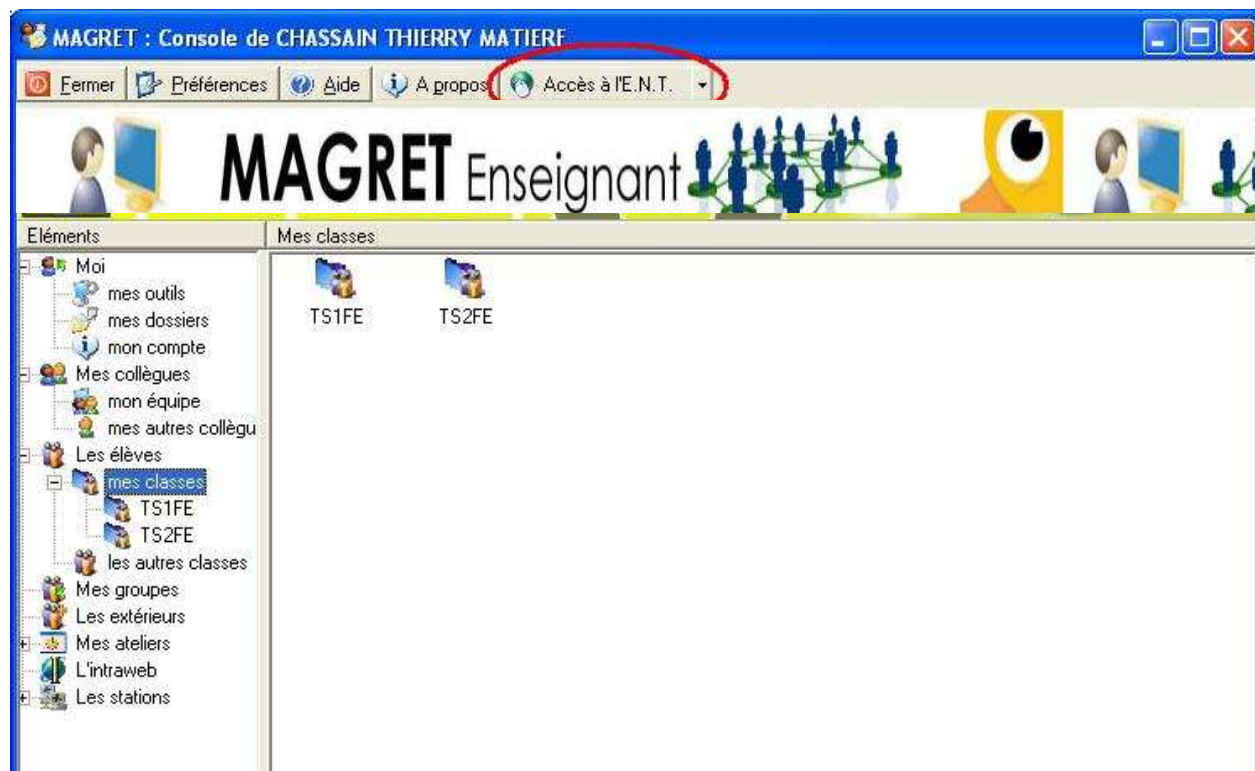 MAGRET : Console de CHASSAIN THIERRY MATIERE
Fermer Préférences Aide A propos Accès à l'E.N.T.
MAGRET Enseignant
Eléments Mes classes
Moi
mes outils
mes dossiers
mon compte
Mes collègues
mon équipe
mes autres collègu
Les élèves
mes classes
TS1FE
TS2FE
les autres classes
Mes groupes
Les extérieurs
Mes ateliers
L'intraweb
Les stations
TS1FE TS2FE